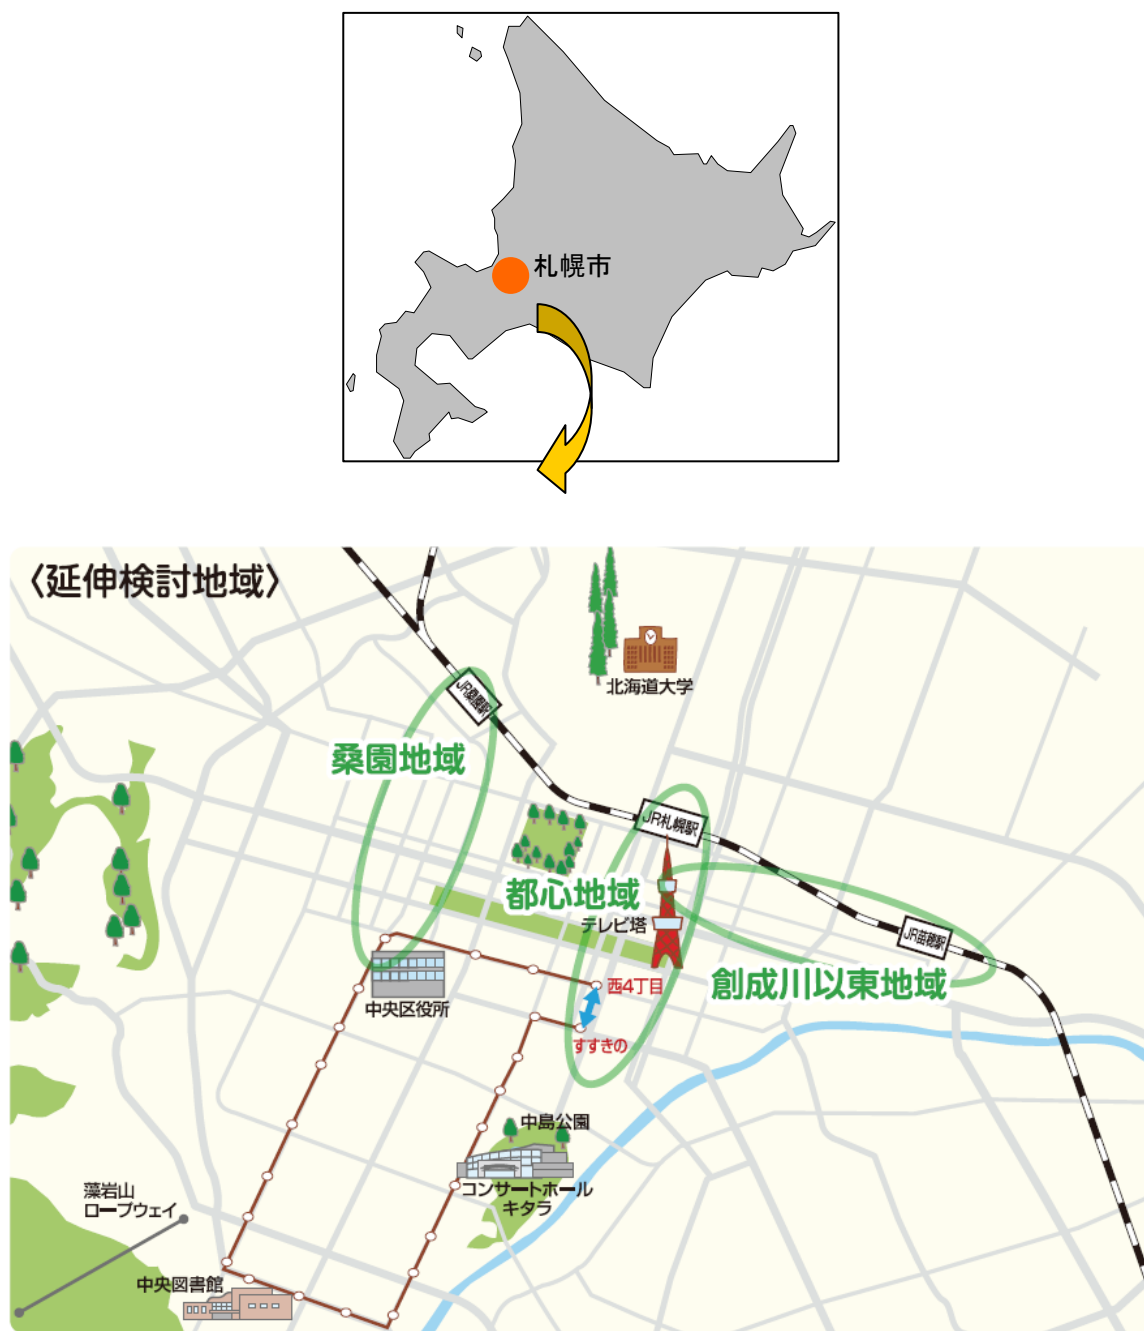 札幌市
〈延伸検討地域〉
北海道大学
JR桑園駅
桑園地域
JR札幌駅
都心地域
テレビ塔
JR苗穂駅
創成川以東地域
西4丁目
中央区役所
すすきの
中島公園
コンサートホール
キタラ
藻岩山
ロープウェイ
中央図書館